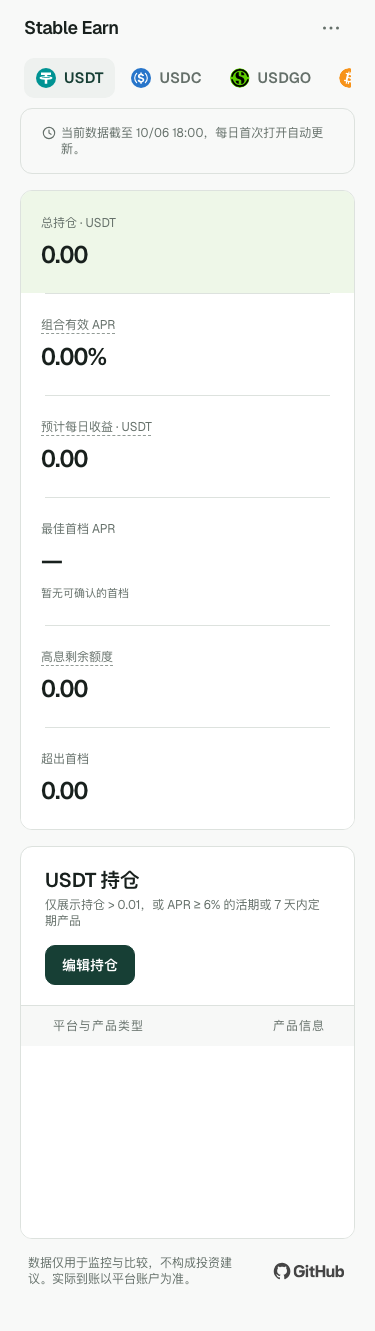 Stable Earn
USDT USDC USDGO
当前数据截至 10/06 18:00，每日首次打开自动更
新。
总持仓 · USDT
0.00
组合有效 APR
0.00%
预计每日收益 · USDT
0.00
最佳首档 APR
—
暂无可确认的首档
高息剩余额度
0.00
超出首档
0.00
USDT 持仓
仅展示持仓 > 0.01，或 APR ≥ 6% 的活期或 7 天内定
期产品
编辑持仓
平台与产品类型 产品信息
数据仅用于监控与比较，不构成投资建
议。实际到账以平台账户为准。
GitHub